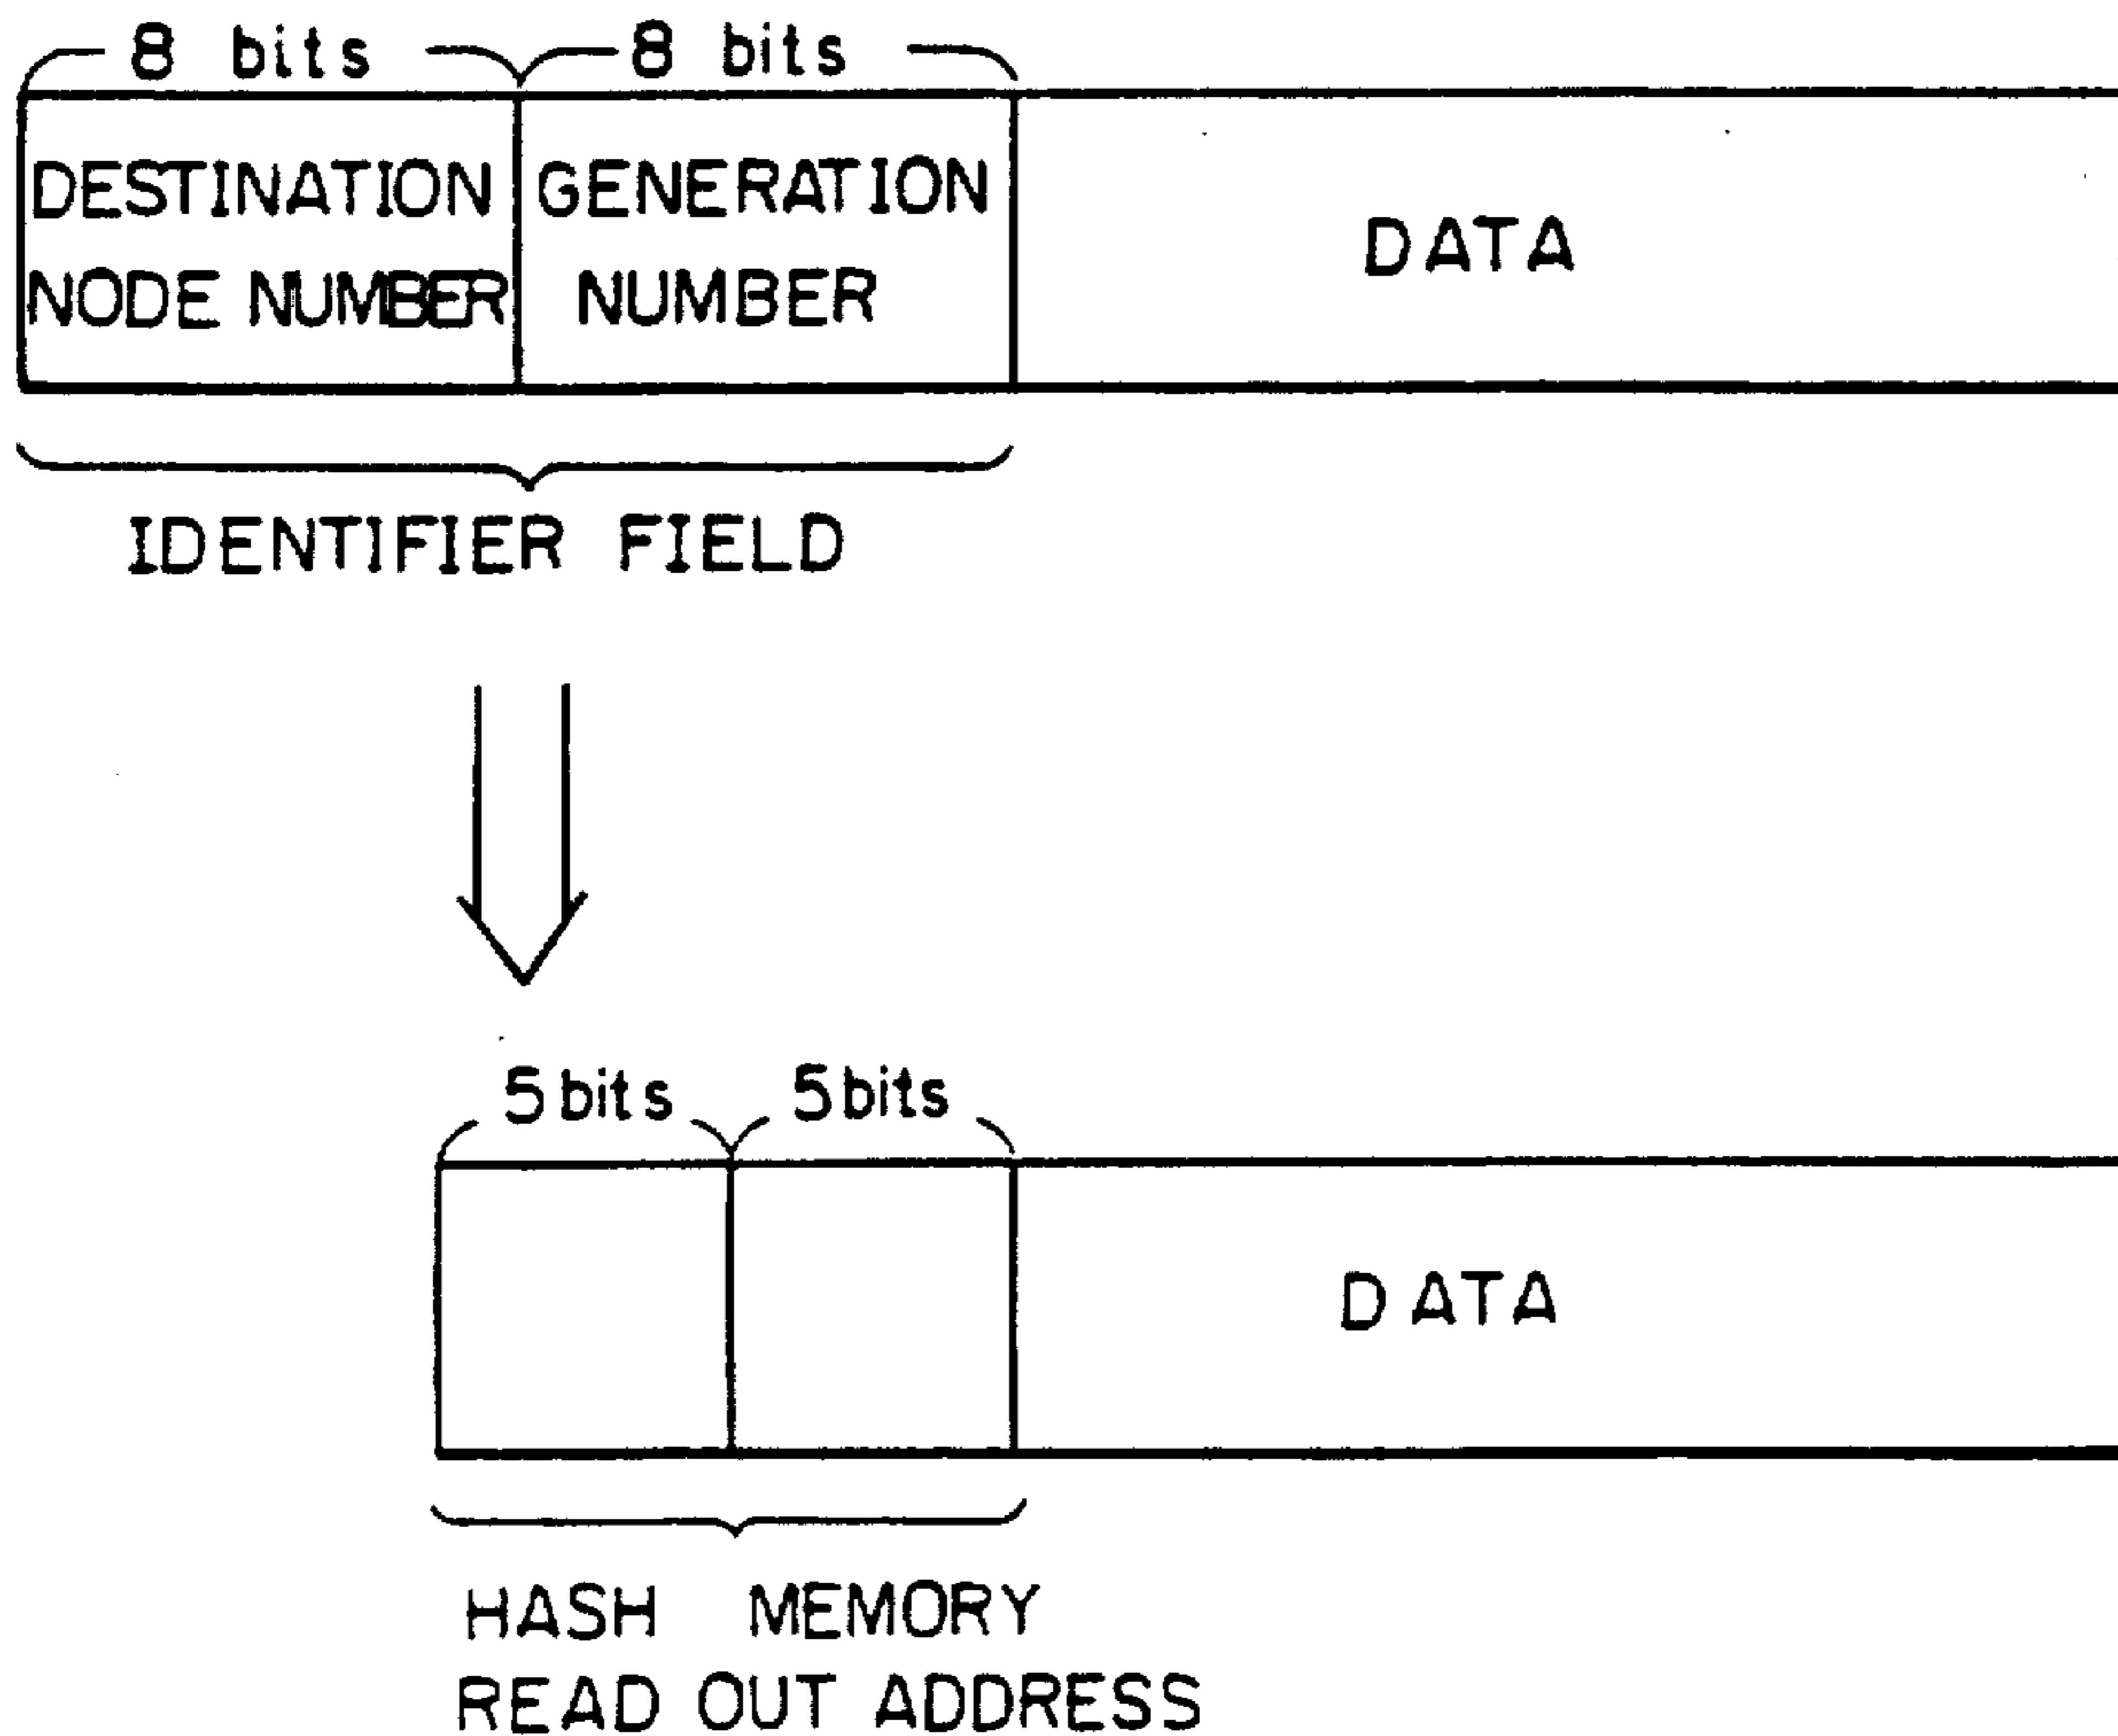 8 bits 8 bits
DESTINATION
NODE NUMBER
GENERATION
NUMBER
DATA
IDENTIFIER FIELD
5 bits 5 bits
DATA
HASH MEMORY
READ OUT ADDRESS